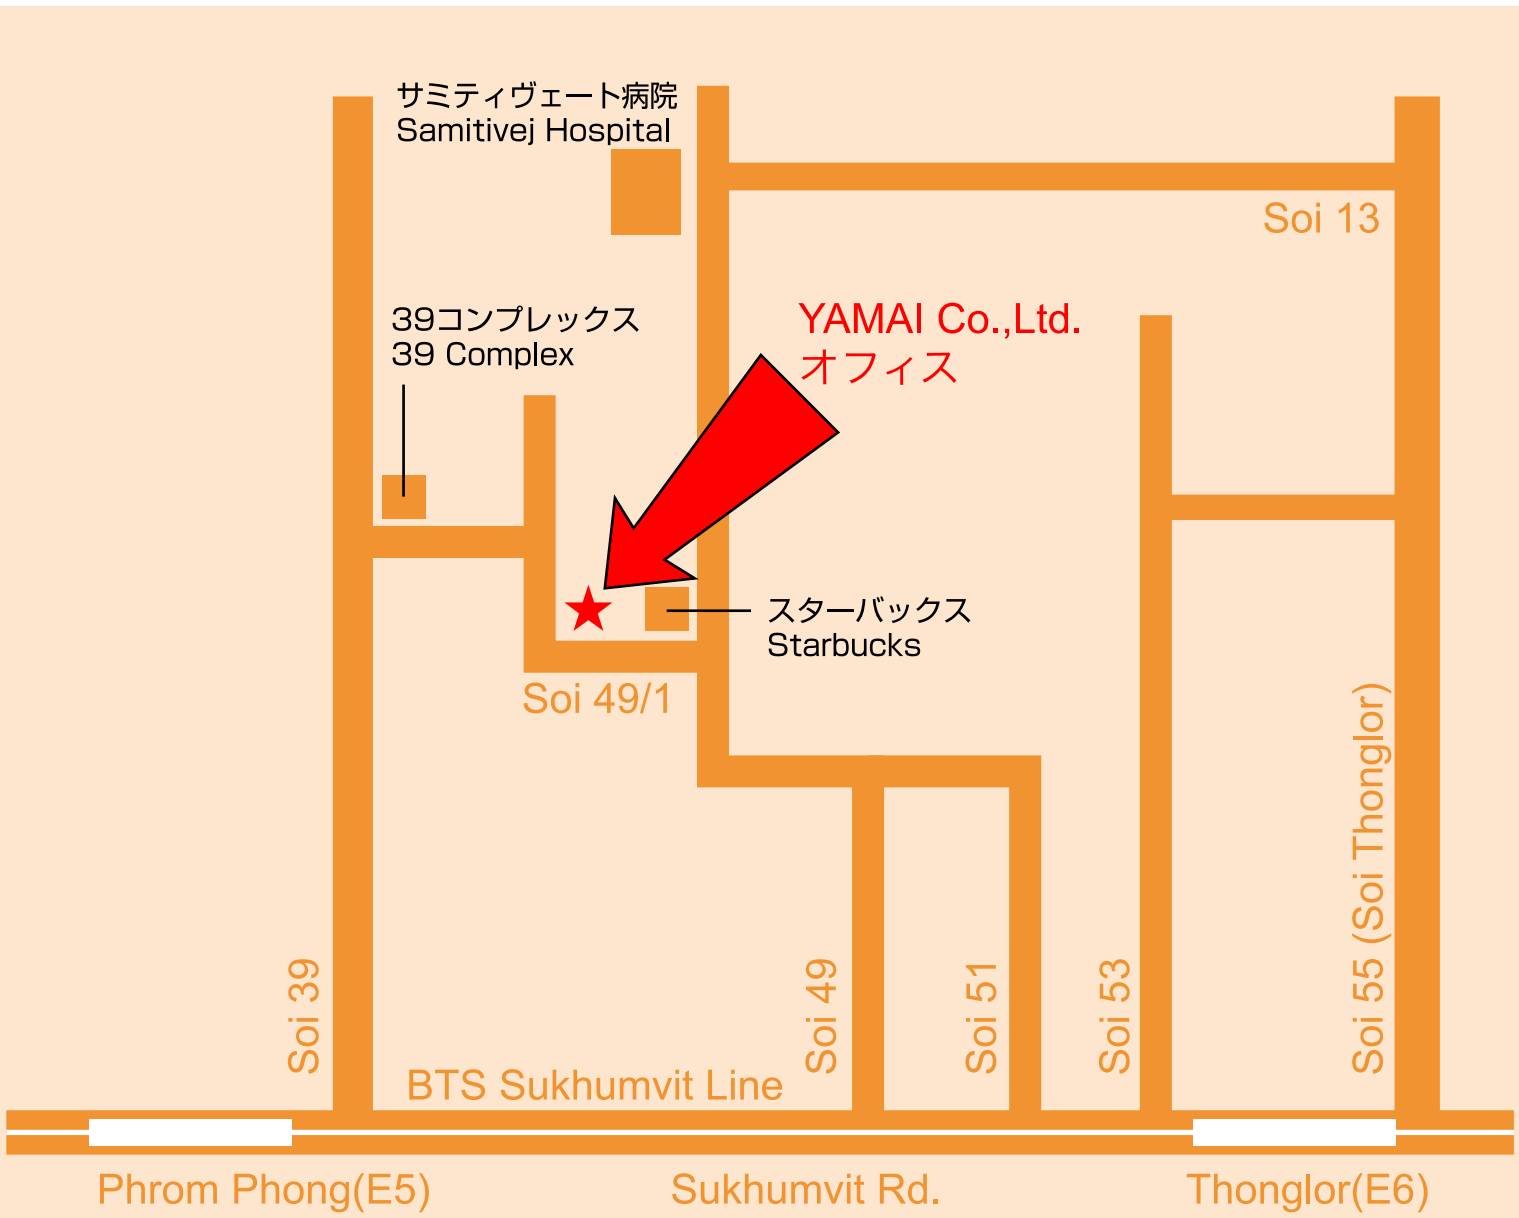 サミティヴェート病院
Samitivej Hospital
Soi 13
39コンプレックス
39 Complex
YAMAI Co.,Ltd.
オフィス
スターバックス
Starbucks
Soi 49/1
Soi 39
Soi 49
Soi 51
Soi 53
Soi 55 (Soi Thonglor)
BTS Sukhumvit Line
Phrom Phong(E5)
Sukhumvit Rd.
Thonglor(E6)